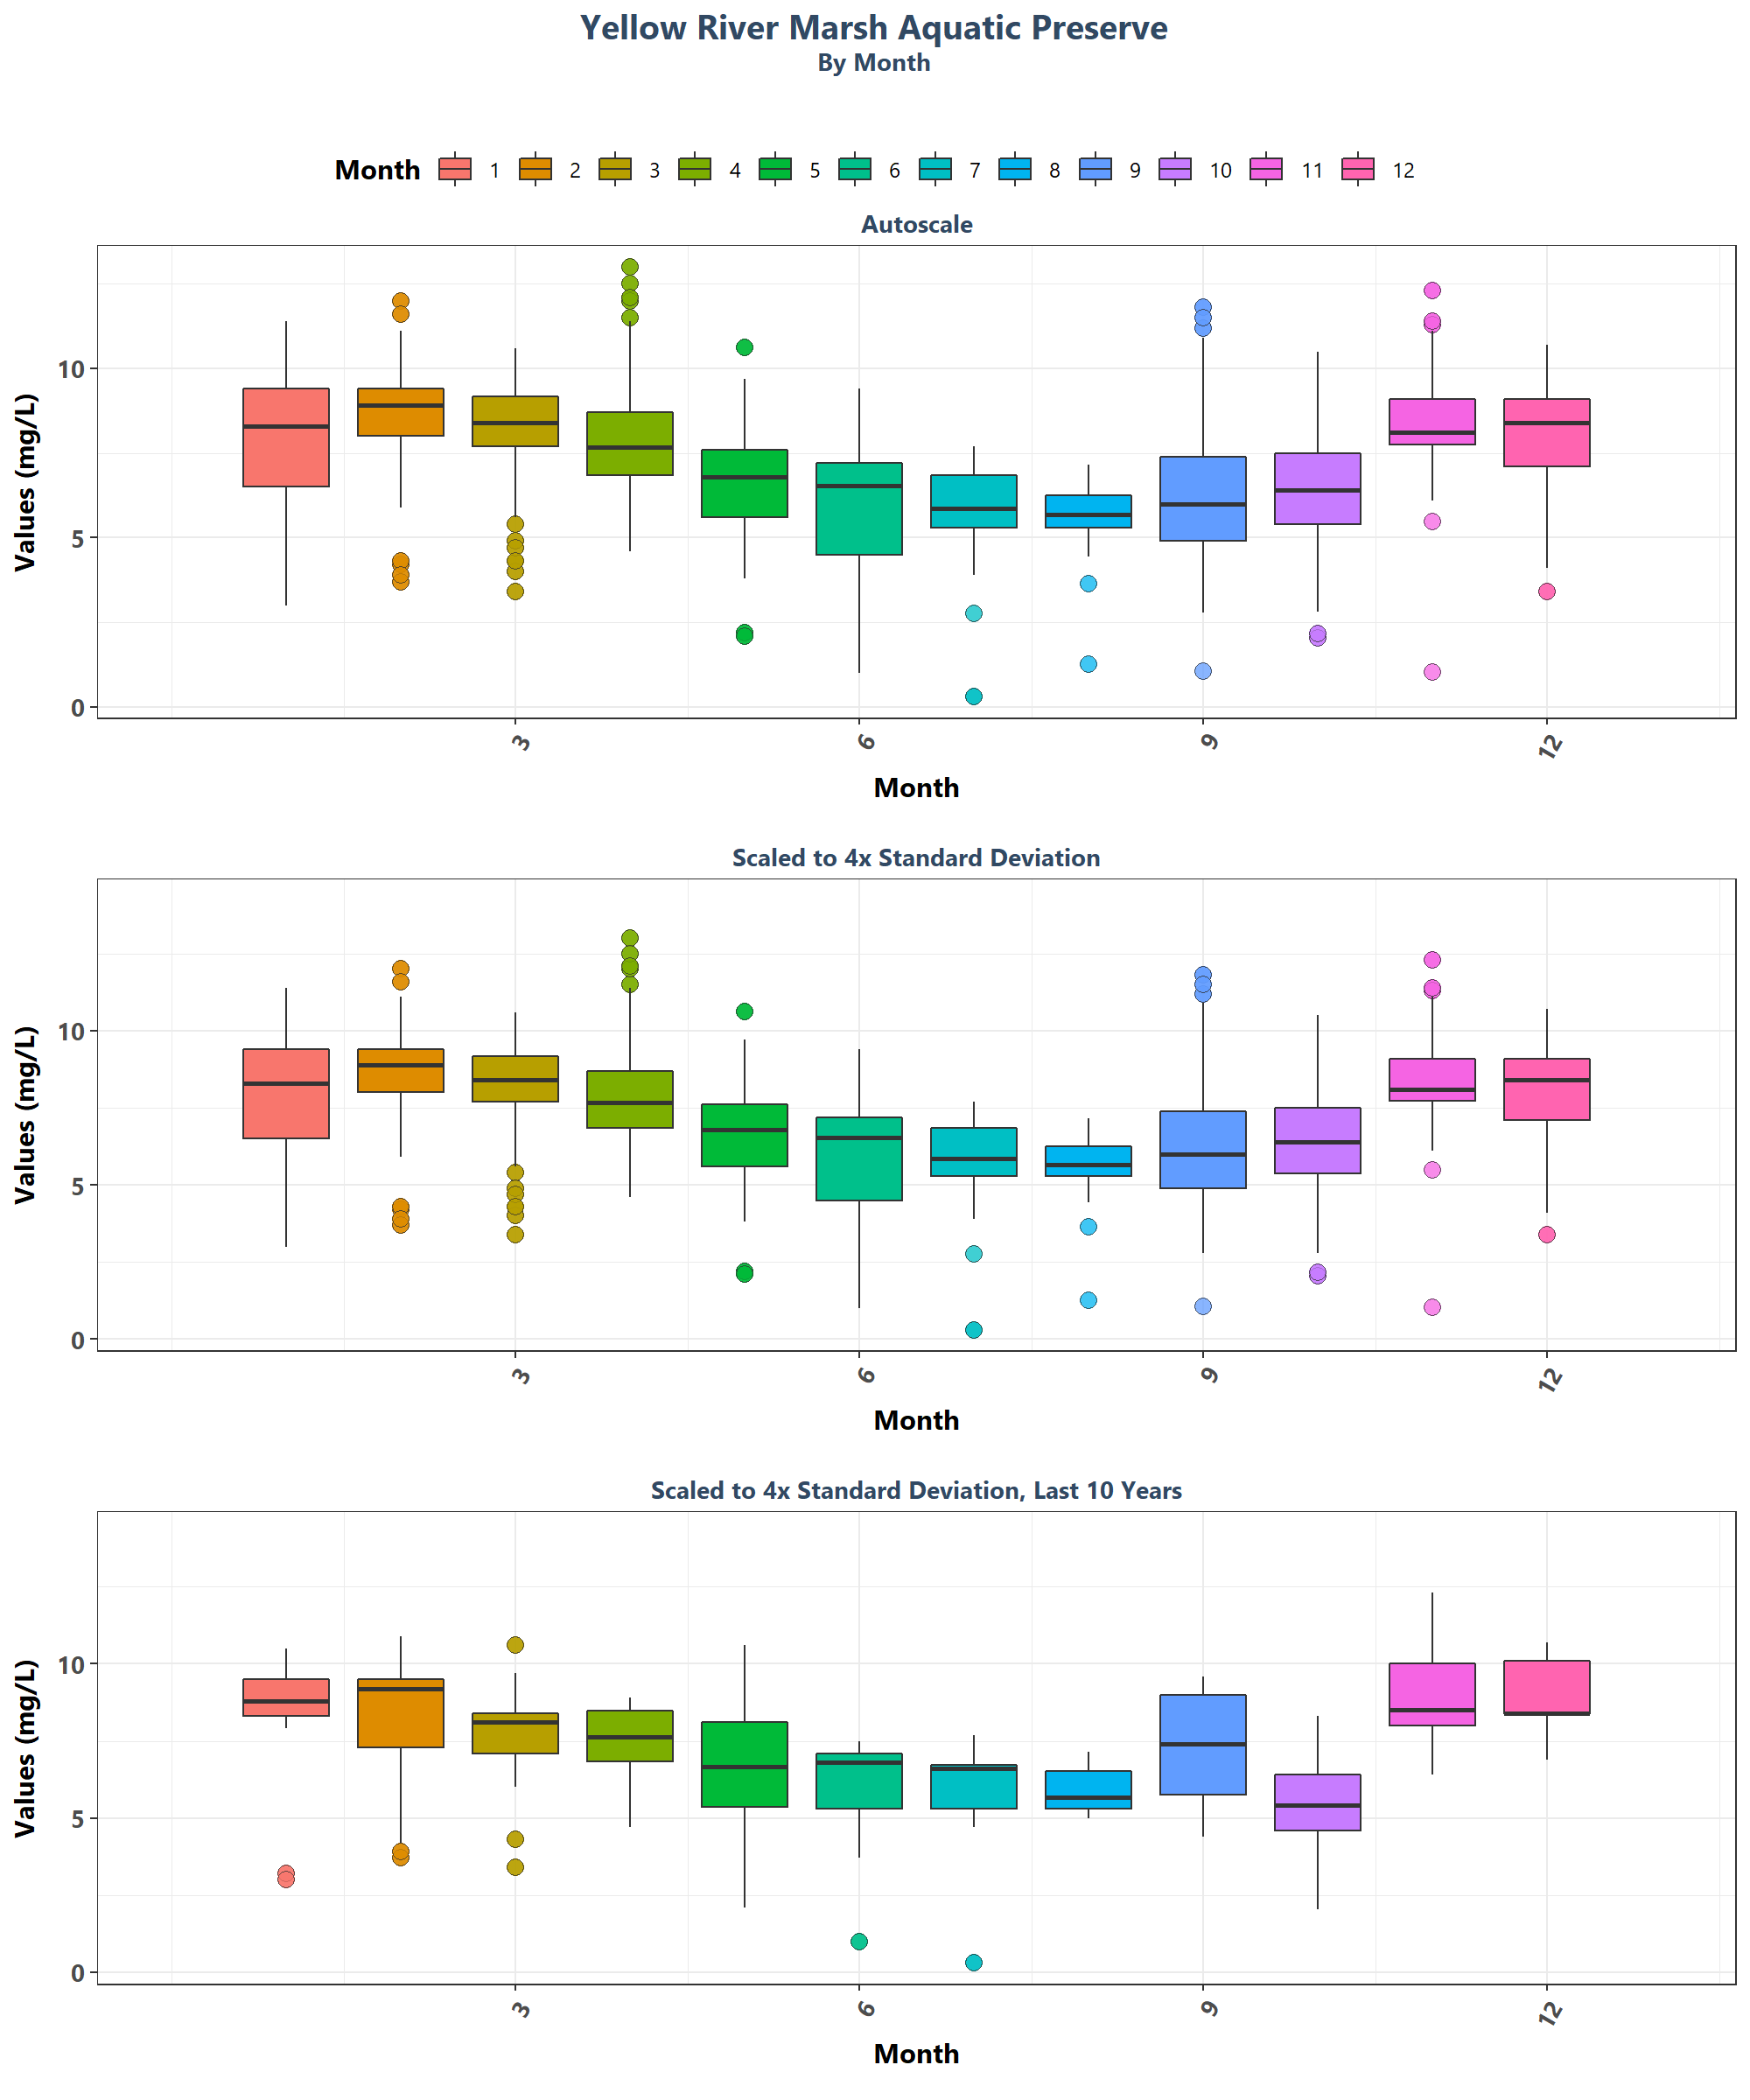 Yellow River Marsh Aquatic Preserve
By Month
Month 1 2 3 4 5 6 7 8 9 10 11 12
Autoscale
Values (mg/L)
10
5
0
3 6 9 12
Month
Scaled to 4x Standard Deviation
Values (mg/L)
10
5
0
3 6 9 12
Month
Scaled to 4x Standard Deviation, Last 10 Years
Values (mg/L)
10
5
0
3 6 9 12
Month